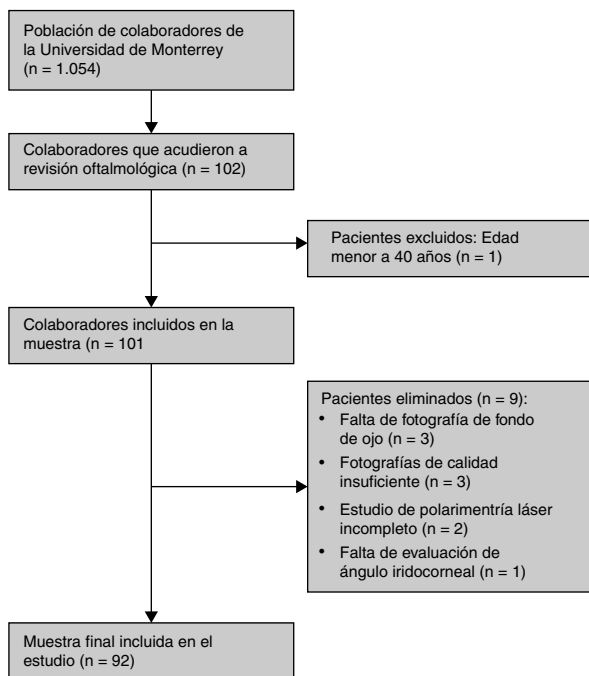 Población de colaboradores de
la Universidad de Monterrey
(n = 1.054)
Colaboradores que acudieron a
revisión oftalmológica (n = 102)
Pacientes excluidos: Edad
menor a 40 años (n = 1)
Colaboradores incluidos en la
muestra (n = 101
Pacientes eliminados (n = 9):
• Falta de fotografía de fondo
de ojo (n = 3)
• Fotografías de calidad
insuficiente (n = 3)
• Estudio de polarimentría láser
incompleto (n = 2)
• Falta de evaluación de
ángulo iridocorneal (n = 1)
Muestra final incluida en el
estudio (n = 92)